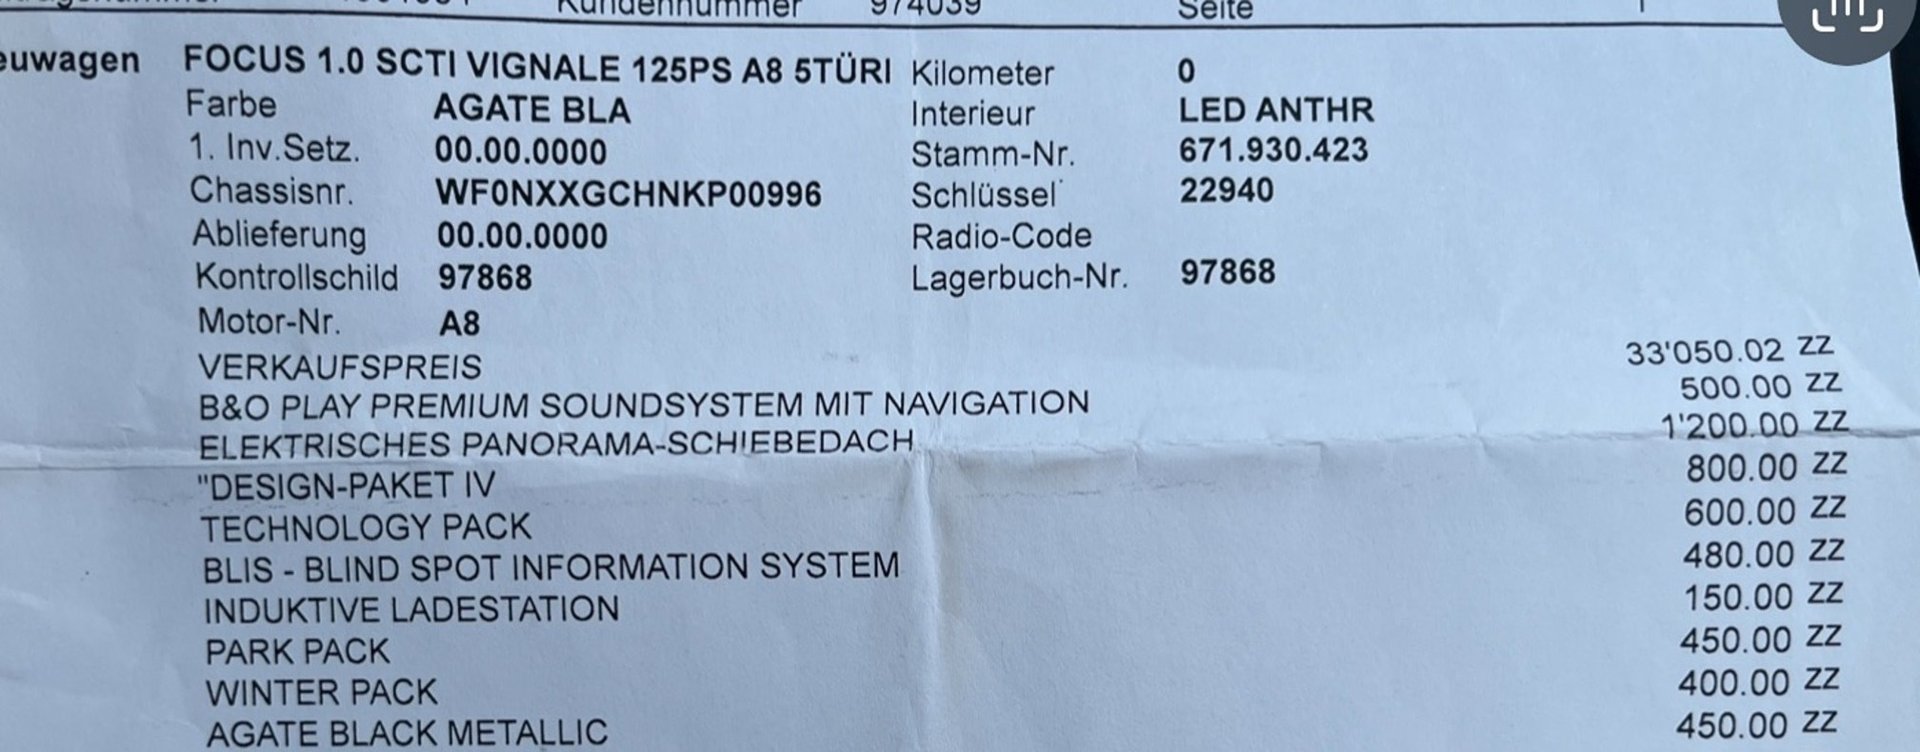 Kundennummer 974039 Seite
euwagen FOCUS 1.0 SCTI VIGNALE 125PS A8 5TÜRI Kilometer 0
Farbe AGATE BLA Interieur LED ANTHR
1. Inv.Setz. 00.00.0000 Stamm-Nr. 671.930.423
Chassisnr. WF0NXXGCHNKP00996 Schlüssel 22940
Ablieferung 00.00.0000 Radio-Code
Kontrollschild 97868 Lagerbuch-Nr. 97868
Motor-Nr. A8
VERKAUFSPREIS 33'050.02 ZZ
B&O PLAY PREMIUM SOUNDSYSTEM MIT NAVIGATION 500.00 ZZ
ELEKTRISCHES PANORAMA-SCHIEBEDACH 1'200.00 ZZ
"DESIGN-PAKET IV 800.00 ZZ
TECHNOLOGY PACK 600.00 ZZ
BLIS - BLIND SPOT INFORMATION SYSTEM 480.00 ZZ
INDUKTIVE LADESTATION 150.00 ZZ
PARK PACK 450.00 ZZ
WINTER PACK 400.00 ZZ
AGATE BLACK METALLIC 450.00 ZZ